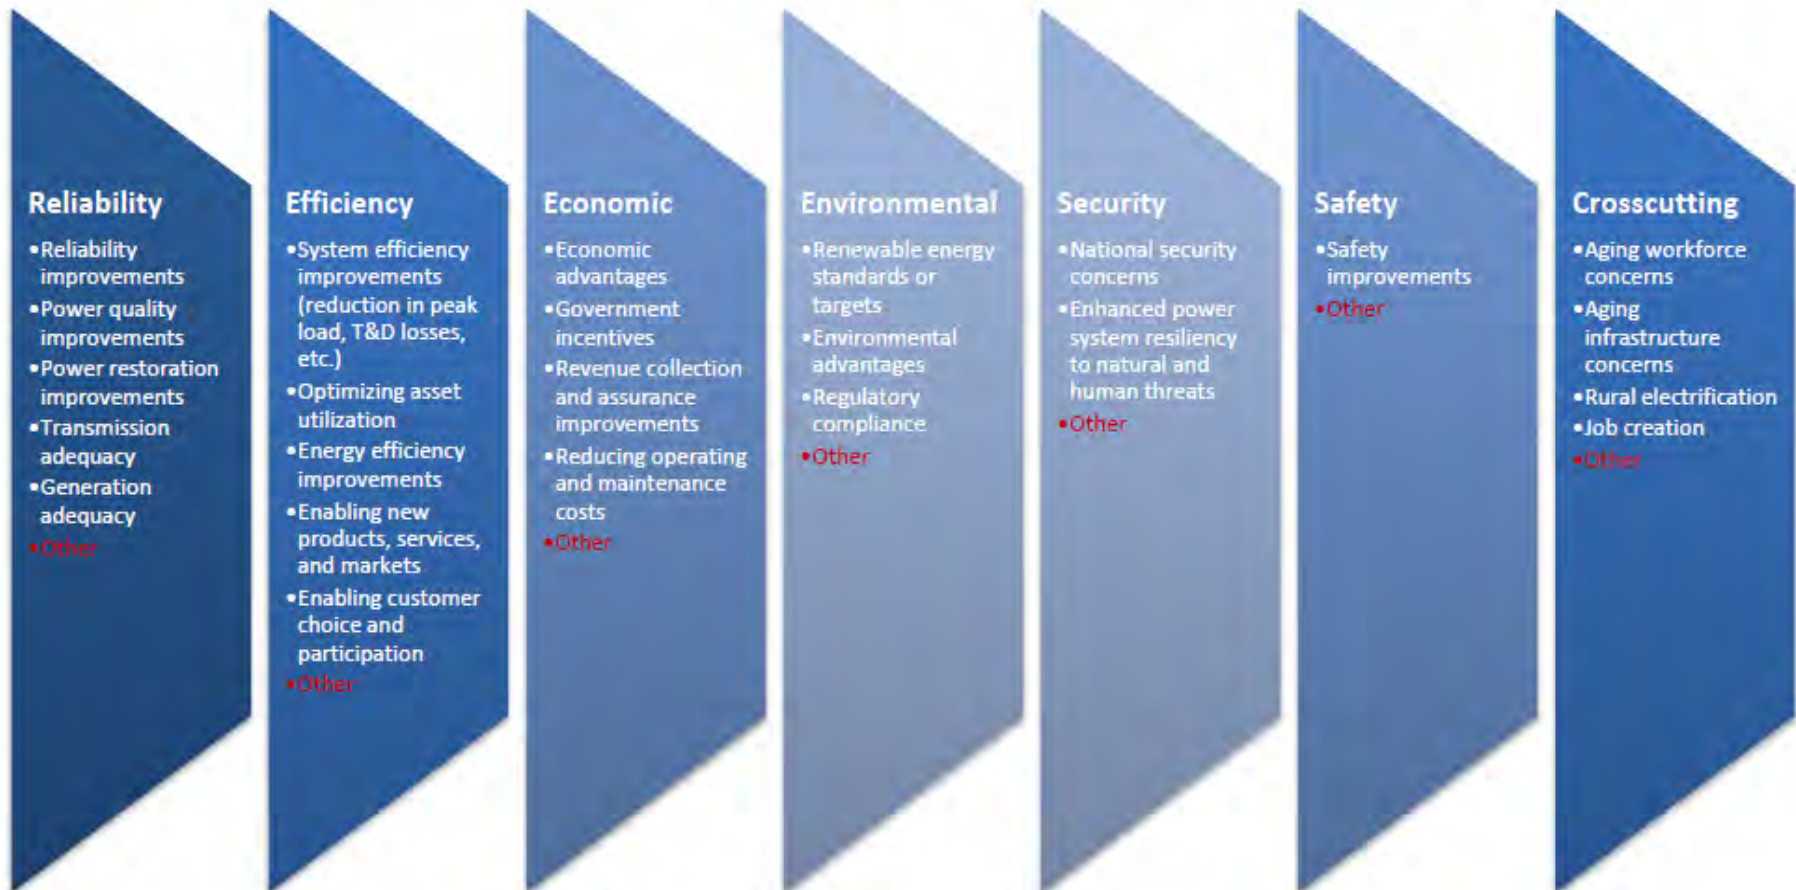 Reliability
•Reliability
improvements
•Power quality
improvements
•Power restoration
improvements
•Transmission
adequacy
•Generation
adequacy
•Other
Efficiency
•System efficiency
improvements
(reduction in peak
load, T&D losses,
etc.)
•Optimizing asset
utilization
•Energy efficiency
improvements
•Enabling new
products, services,
and markets
•Enabling customer
choice and
participation
•Other
Economic
•Economic
advantages
•Government
incentives
•Revenue collection
and assurance
improvements
•Reducing operating
and maintenance
costs
•Other
Environmental
•Renewable energy
standards or
targets
•Environmental
advantages
•Regulatory
compliance
•Other
Security
•National security
concerns
•Enhanced power
system resiliency
to natural and
human threats
•Other
Safety
•Safety
improvements
•Other
Crosscutting
•Aging workforce
concerns
•Aging
infrastructure
concerns
•Rural electrification
•Job creation
•Other